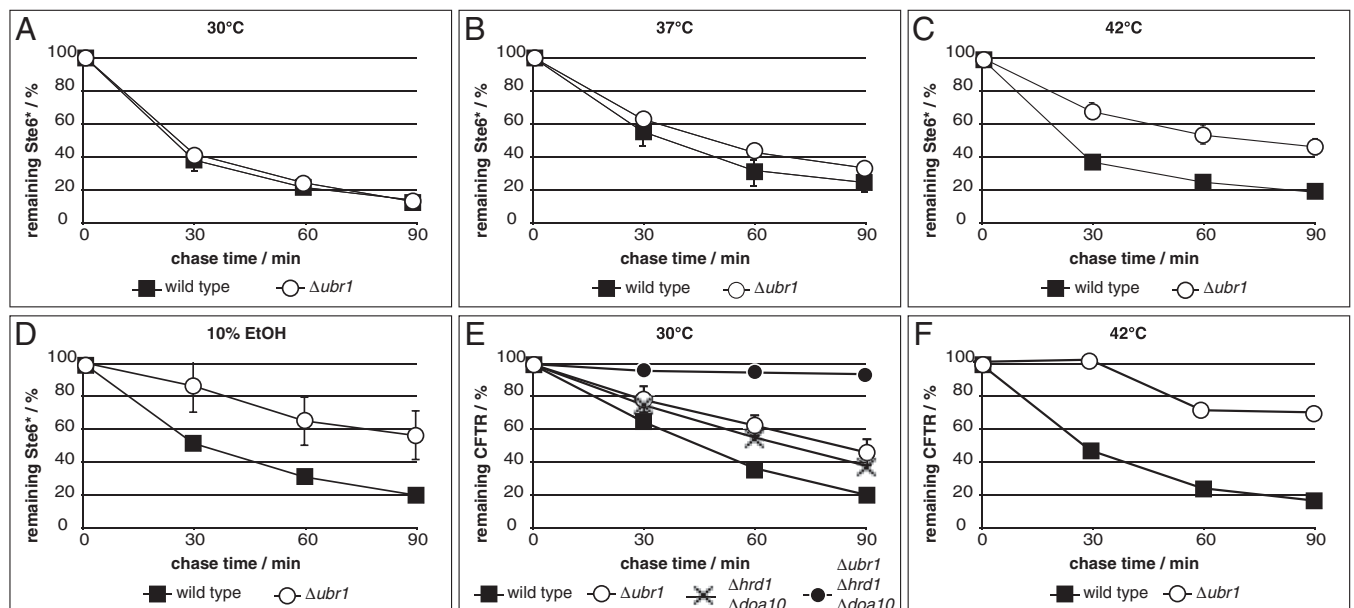 A
30°C
remaining Ste6* / %
100
80
60
40
20
0
0 30 60 90
chase time / min
wild type Δubr1
B
37°C
remaining Ste6* / %
100
80
60
40
20
0
0 30 60 90
chase time / min
wild type Δubr1
C
42°C
remaining Ste6* / %
100
80
60
40
20
0
0 30 60 90
chase time / min
wild type Δubr1
D
10% EtOH
remaining Ste6* / %
100
80
60
40
20
0
0 30 60 90
chase time / min
wild type Δubr1
E
30°C
remaining CFTR / %
100
80
60
40
20
0
0 30 60 90
chase time / min
wild type Δubr1
Δhrd1
Δdoa10
Δubr1
Δhrd1
Δdoa10
F
42°C
remaining CFTR / %
100
80
60
40
20
0
0 30 60 90
chase time / min
wild type Δubr1